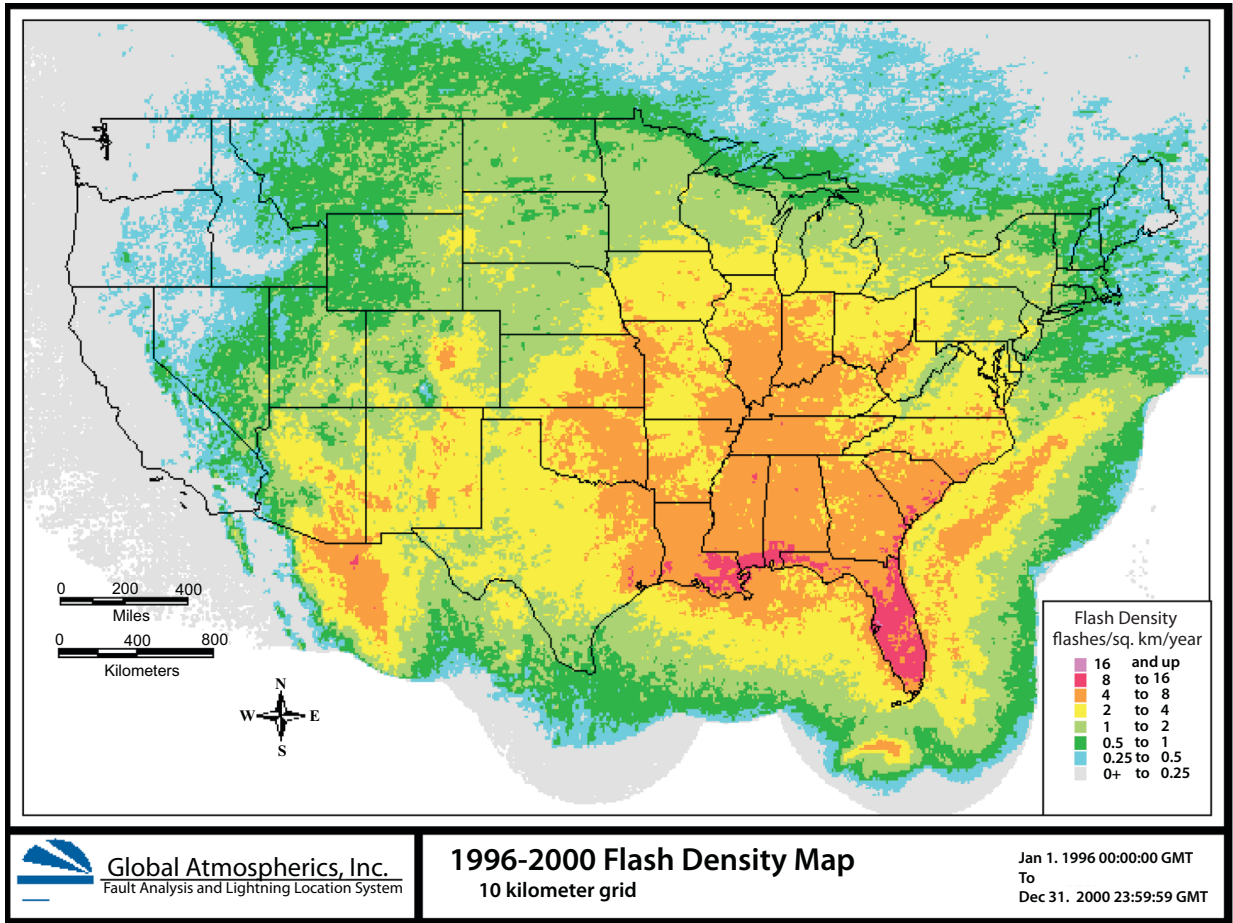 0 200 400
Miles
0 400 800
Kilometers
N
W E
S
Flash Density
flashes/sq. km/year
16 and up
8 to 16
4 to 8
2 to 4
1 to 2
0.5 to 1
0.25 to 0.5
0+ to 0.25
Global Atmospherics, Inc.
Fault Analysis and Lightning Location System
1996-2000 Flash Density Map
10 kilometer grid
Jan 1. 1996 00:00:00 GMT
To
Dec 31. 2000 23:59:59 GMT